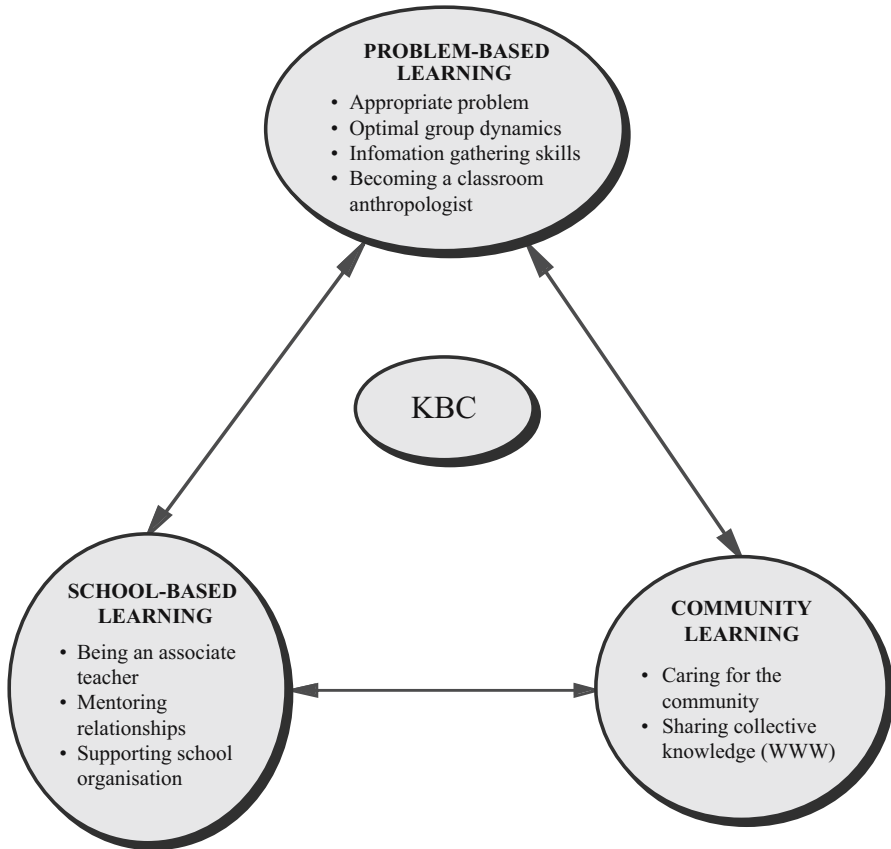 PROBLEM-BASED
LEARNING
• Appropriate problem
• Optimal group dynamics
• Infomation gathering skills
• Becoming a classroom
anthropologist
KBC
SCHOOL-BASED
LEARNING
• Being an associate
teacher
• Mentoring
relationships
• Supporting school
organisation
COMMUNITY
LEARNING
• Caring for the
community
• Sharing collective
knowledge (WWW)